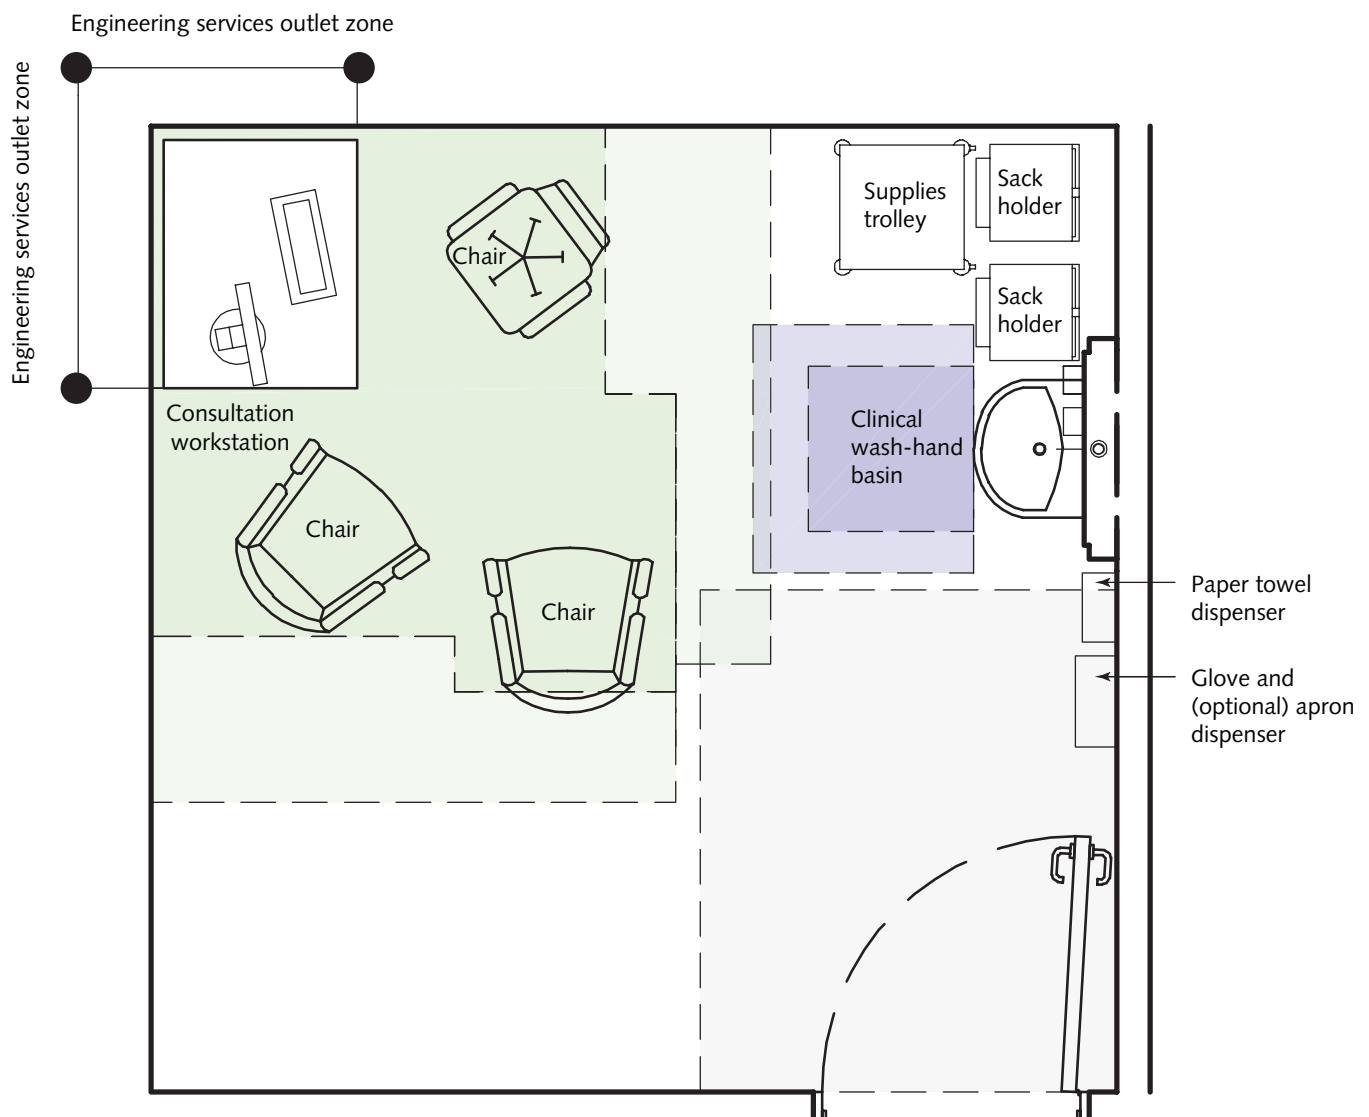 Engineering services outlet zone
Engineering services outlet zone
Chair
Supplies
trolley
Sack
holder
Sack
holder
Consultation
workstation
Clinical
wash-hand
basin
Chair
Chair
Paper towel
dispenser
Glove and
(optional) apron
dispenser